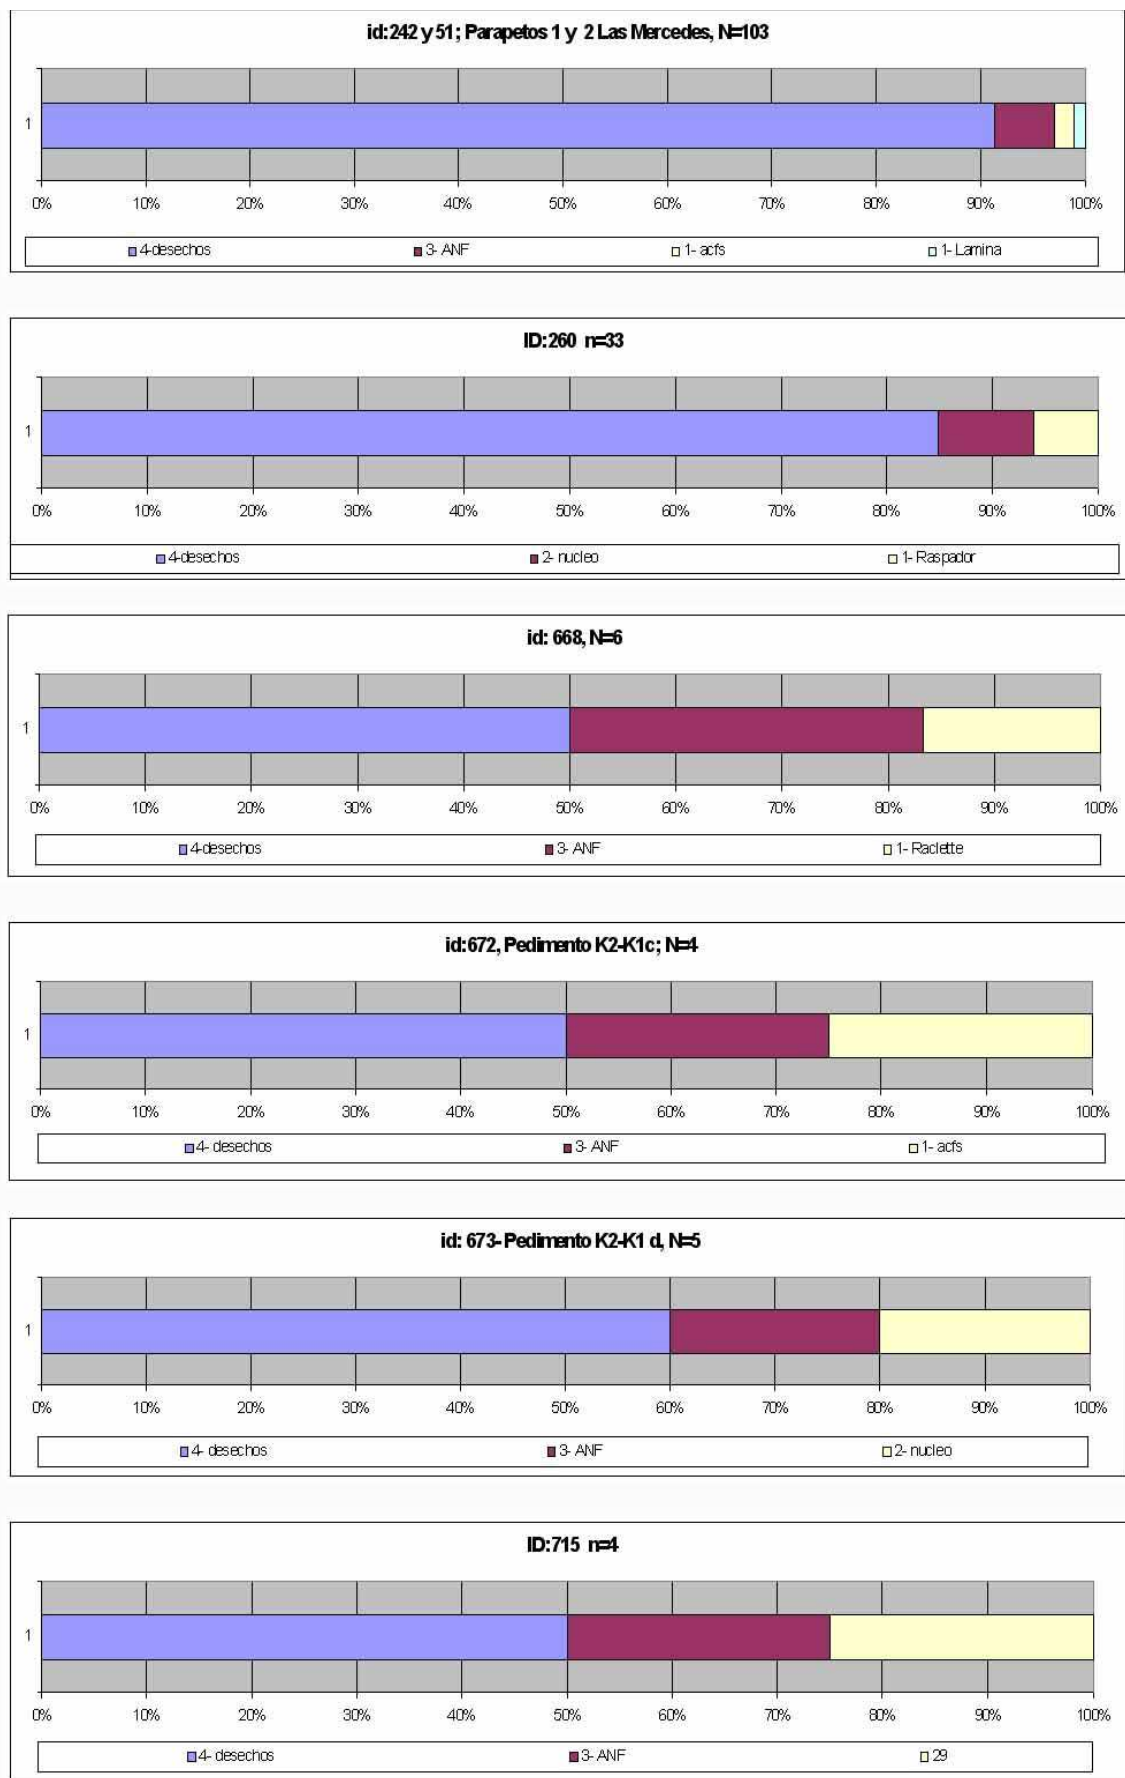 id:242 y 51; Parapetos 1 y 2 Las Mercedes, N=103
1
0% 10% 20% 30% 40% 50% 60% 70% 80% 90% 100%
4-desechos 3- ANF 1- acfs 1- Lamina
ID:260 n=33
1
0% 10% 20% 30% 40% 50% 60% 70% 80% 90% 100%
4-desechos 2- nucleo 1- Raspador
id: 668, N=6
1
0% 10% 20% 30% 40% 50% 60% 70% 80% 90% 100%
4-desechos 3- ANF 1- Raclette
id:672, Pedimento K2-K1c; N=4
1
0% 10% 20% 30% 40% 50% 60% 70% 80% 90% 100%
4- desechos 3- ANF 1- acfs
id: 673- Pedimento K2-K1 d, N=5
1
0% 10% 20% 30% 40% 50% 60% 70% 80% 90% 100%
4- desechos 3- ANF 2- nucleo
ID:715 n=4
1
0% 10% 20% 30% 40% 50% 60% 70% 80% 90% 100%
4- desechos 3- ANF 29